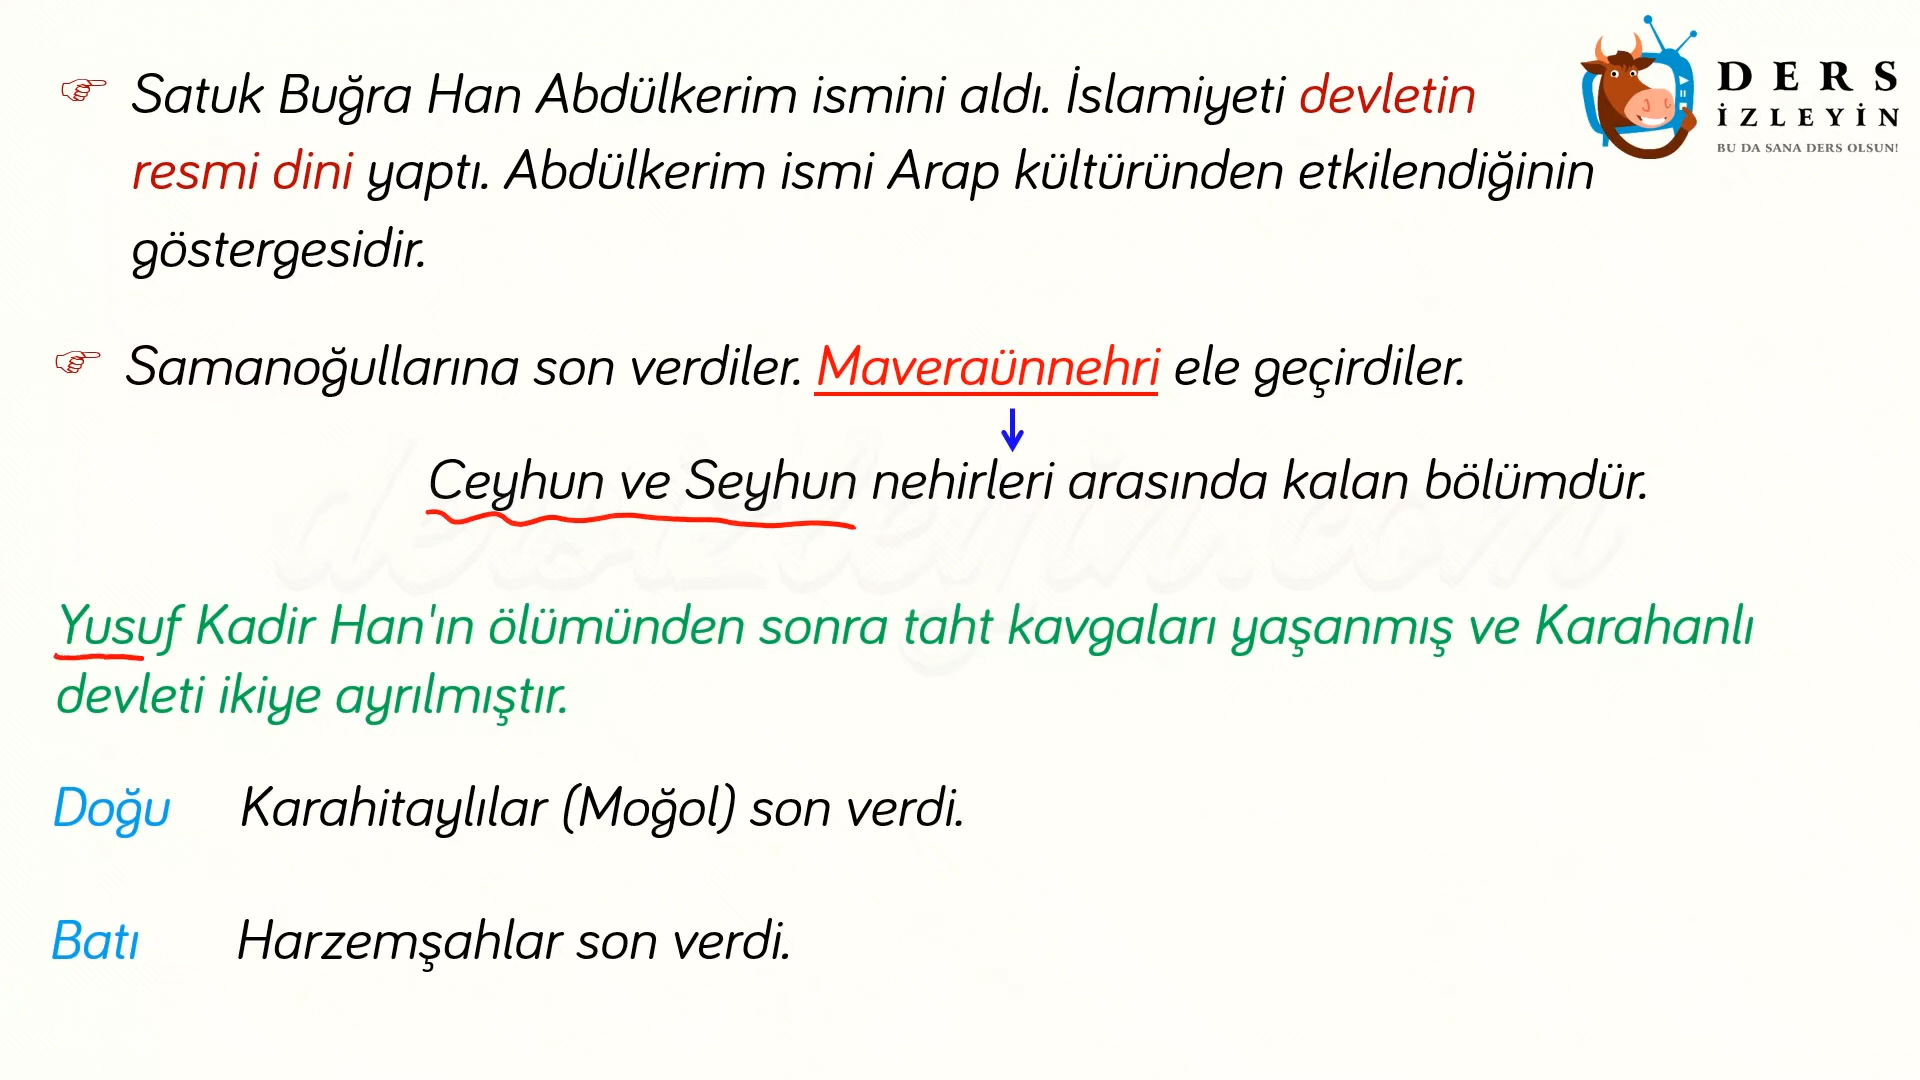 Satuk Buğra Han Abdülkerim ismini aldı. İslamiyeti devletin
resmi dini yaptı. Abdülkerim ismi Arap kültüründen etkilendiğinin
göstergesidir.
DERS
İZLEYİN
BU DA SANA DERS OLSUN!
Samanoğullarına son verdiler. Maveraünnehri ele geçirdiler.
Ceyhun ve Seyhun nehirleri arasında kalan bölümdür.
dersizleyin.com
Yusuf Kadir Han'ın ölümünden sonra taht kavgaları yaşanmış ve Karahanlı
devleti ikiye ayrılmıştır.
Doğu Karahitaylılar (Moğol) son verdi.
Batı Harzemşahlar son verdi.